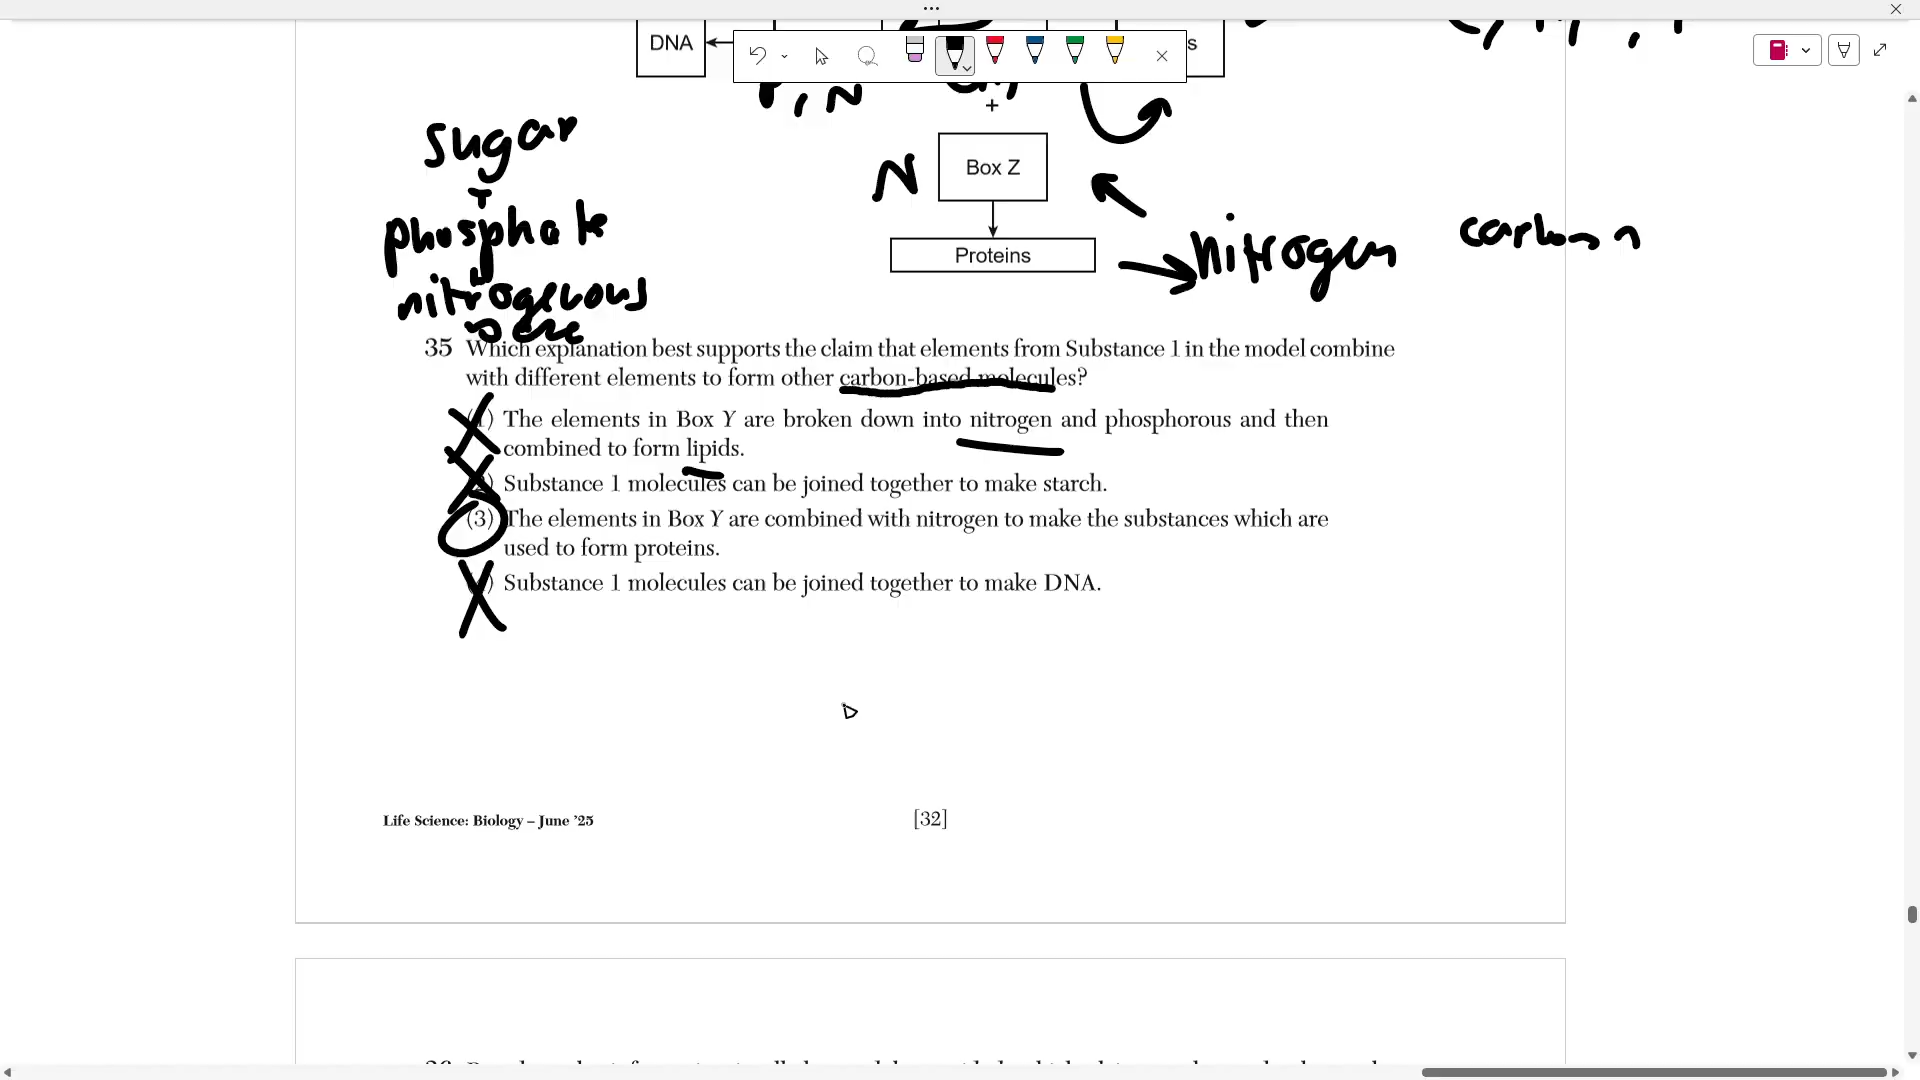 DNA
s
P, N
+
sugar
+
phosphate
+
nitrogenous
base
N
Box Z
Proteins
nitrogen
carbon
35 Which explanation best supports the claim that elements from Substance 1 in the model combine
with different elements to form other carbon-based molecules?
(1) The elements in Box Y are broken down into nitrogen and phosphorous and then
combined to form lipids.
(2) Substance 1 molecules can be joined together to make starch.
(3) The elements in Box Y are combined with nitrogen to make the substances which are
used to form proteins.
(4) Substance 1 molecules can be joined together to make DNA.
Life Science: Biology – June ’25
[32]